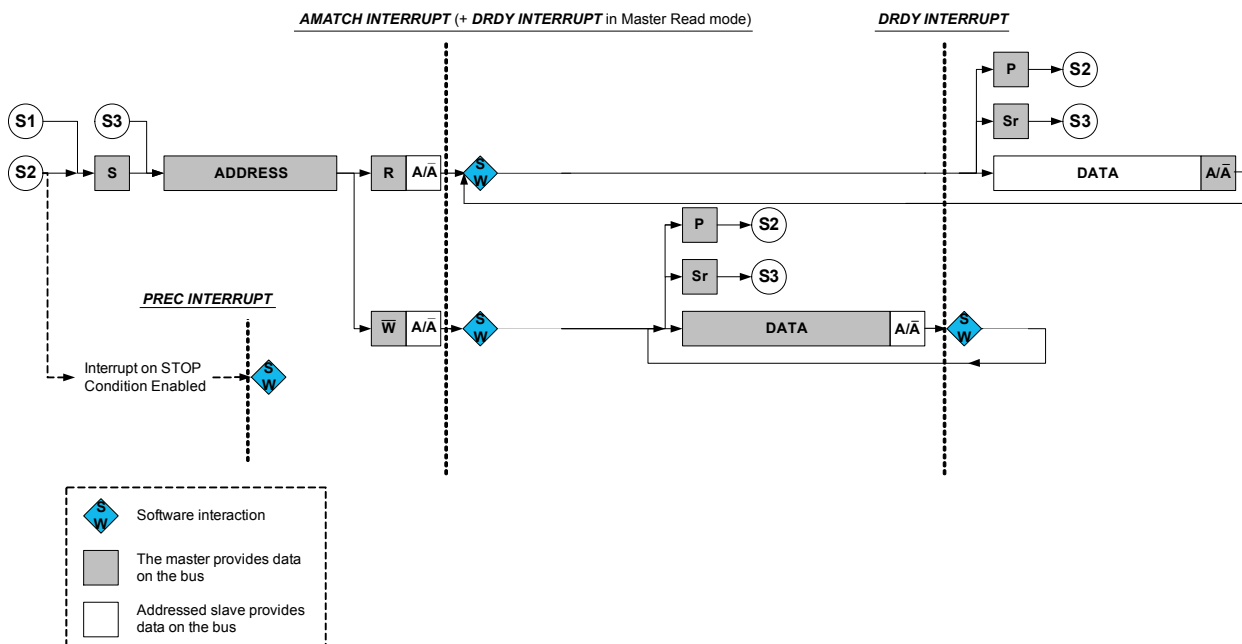 AMATCH INTERRUPT (+ DRDY INTERRUPT in Master Read mode)
DRDY INTERRUPT
P
S2
S1
S3
Sr
S3
S2
S
ADDRESS
R
A/A̅
S
W
DATA
A/A̅
P
S2
Sr
S3
PREC INTERRUPT
W̅
A/A̅
S
W
DATA
A/A̅
S
W
Interrupt on STOP
Condition Enabled
S
W
S
W
Software interaction
The master provides data
on the bus
Addressed slave provides
data on the bus